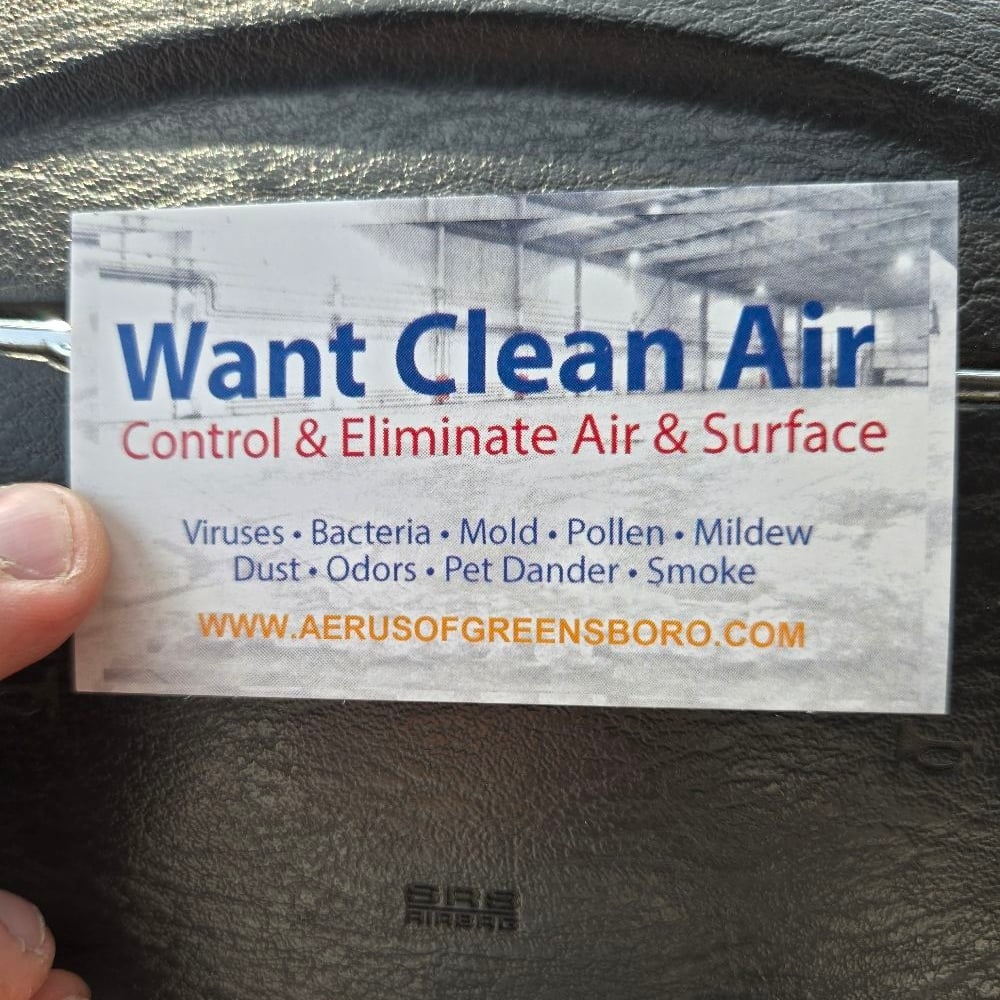 Want Clean Air
Control & Eliminate Air & Surface
Viruses • Bacteria • Mold • Pollen • Mildew
Dust • Odors • Pet Dander • Smoke
WWW.AERUSOFGREENSBORO.COM
SRS
AIRBAG